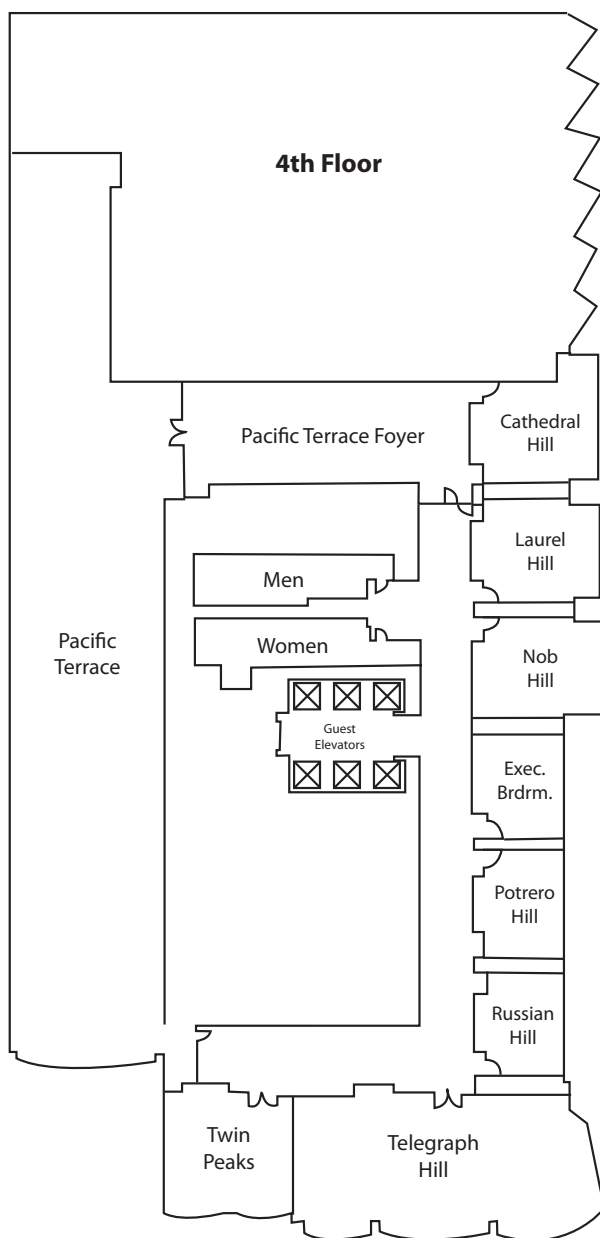 4th Floor
Pacific Terrace Foyer
Cathedral
Hill
Laurel
Hill
Men
Women
Pacific
Terrace
Nob
Hill
Guest
Elevators
Exec.
Brdrm.
Potrero
Hill
Russian
Hill
Twin
Peaks
Telegraph
Hill